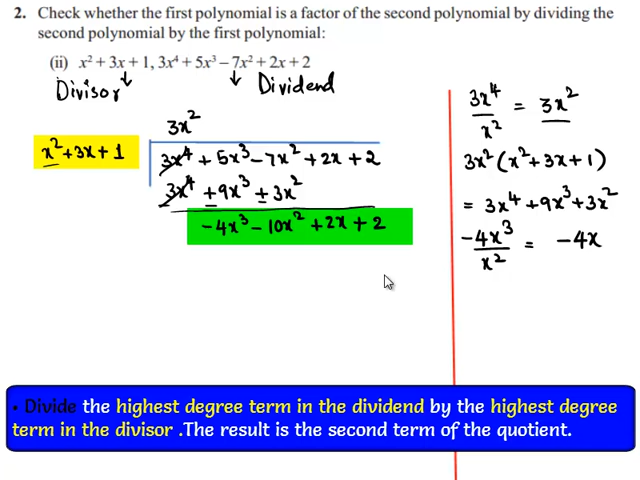 2. Check whether the first polynomial is a factor of the second polynomial by dividing the
second polynomial by the first polynomial:
(ii) x² + 3x + 1, 3x⁴ + 5x³ – 7x² + 2x + 2
Divisor ↓ ↓ Dividend
3x²
x² + 3x + 1 3x⁴ + 5x³ – 7x² + 2x + 2
3x⁴ + 9x³ + 3x²
–4x³ – 10x² + 2x + 2
3x⁴/x² = 3x²
3x² (x² + 3x + 1)
= 3x⁴ + 9x³ + 3x²
–4x³/x² = –4x
• Divide the highest degree term in the dividend by the highest degree
term in the divisor .The result is the second term of the quotient.